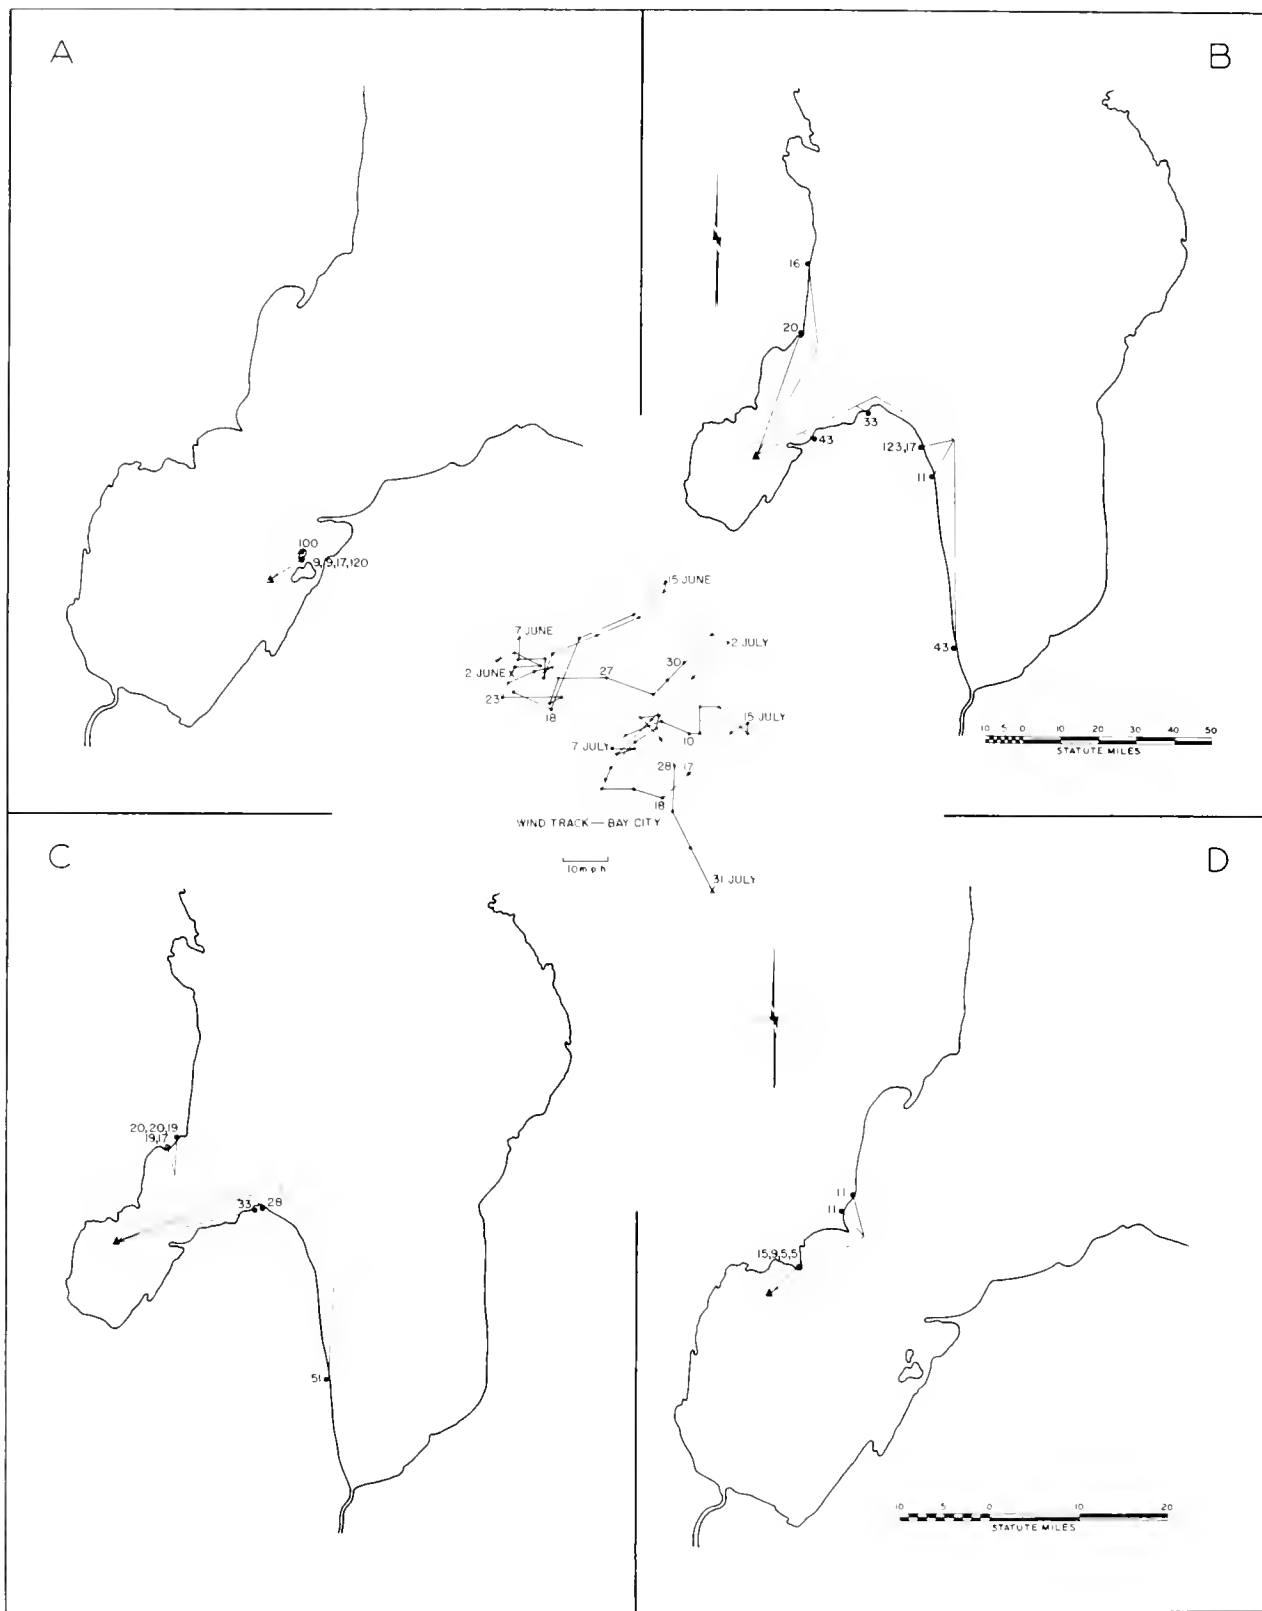 A
100
9, 9, 17, 120
B
16
20
33
43
123, 17
11
43
10 5 0 10 20 30 40 50
STATUTE MILES
15 JUNE
7 JUNE
2 JULY
30
2 JUNE
27
23
18
15 JULY
7 JULY
10
28
17
18
WIND TRACK — BAY CITY
10 mph
31 JULY
C
20, 20, 19
19, 17
33
28
51
D
11
11
15, 9, 5, 5
10 5 0 10 20
STATUTE MILES